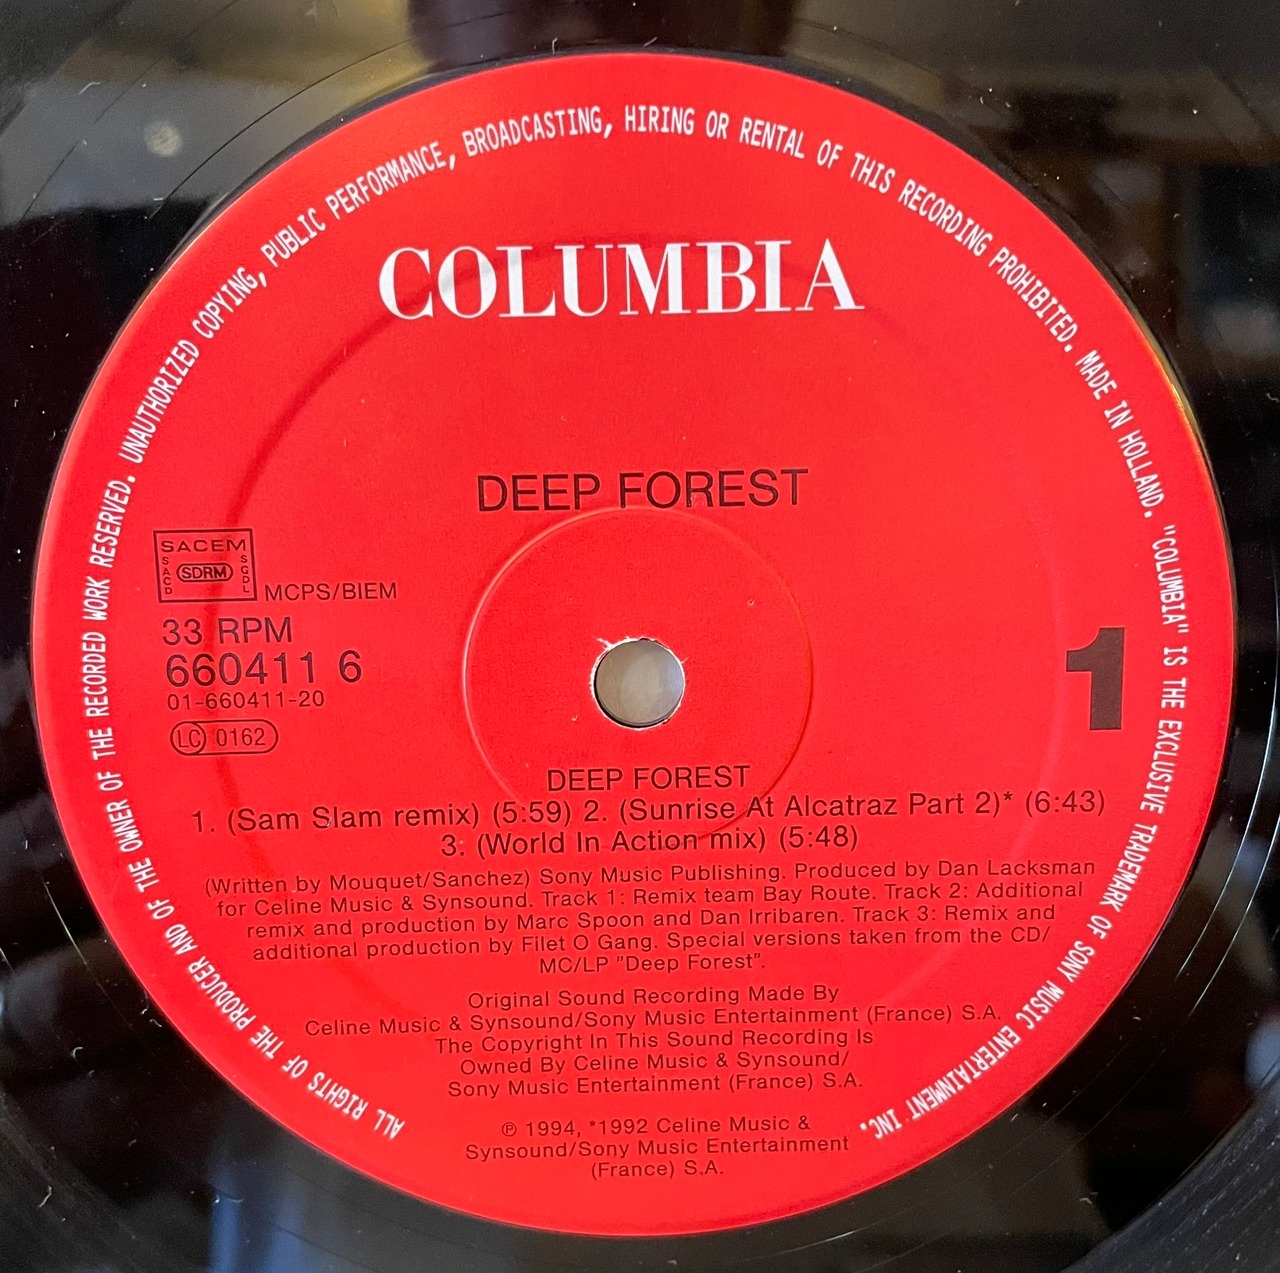 ALL RIGHTS OF THE PRODUCER AND OF THE OWNER OF THE RECORDED WORK RESERVED. UNAUTHORIZED COPYING, PUBLIC PERFORMANCE, BROADCASTING, HIRING OR RENTAL OF THIS RECORDING PROHIBITED. MADE IN HOLLAND. "COLUMBIA" IS THE EXCLUSIVE TRADEMARK OF SONY MUSIC ENTERTAINMENT INC.
COLUMBIA
DEEP FOREST
SACEM
SACD
SDRM
SGDL
MCPS/BIEM
33 RPM
660411 6
01-660411-20
LC 0162
1
DEEP FOREST
1. (Sam Slam remix) (5:59) 2. (Sunrise At Alcatraz Part 2)* (6:43)
3: (World In Action mix) (5:48)
(Written by Mouquet/Sanchez) Sony Music Publishing. Produced by Dan Lacksman
for Celine Music & Synsound. Track 1: Remix team Bay Route. Track 2: Additional
remix and production by Marc Spoon and Dan Irribaren. Track 3: Remix and
additional production by Filet O Gang. Special versions taken from the CD/
MC/LP "Deep Forest".
Original Sound Recording Made By
Celine Music & Synsound/Sony Music Entertainment (France) S.A.
The Copyright In This Sound Recording Is
Owned By Celine Music & Synsound/
Sony Music Entertainment (France) S.A.
℗ 1994, *1992 Celine Music &
Synsound/Sony Music Entertainment
(France) S.A.